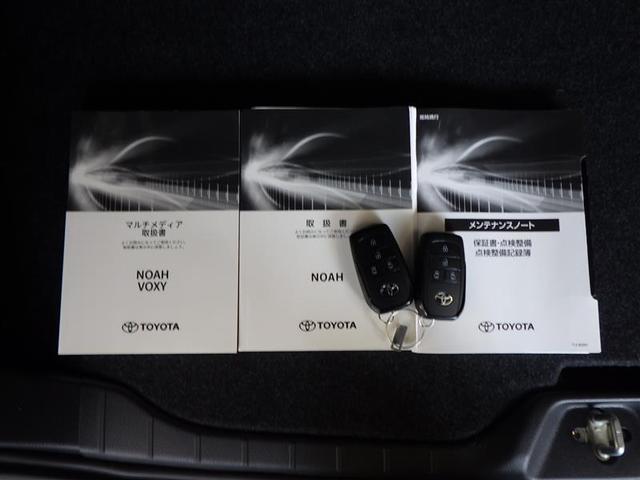 マルチメディア
取扱書
NOAH
VOXY
TOYOTA
取扱書
NOAH
TOYOTA
メンテナンスノート
保証書・点検整備
点検整備記録簿
TOYOTA